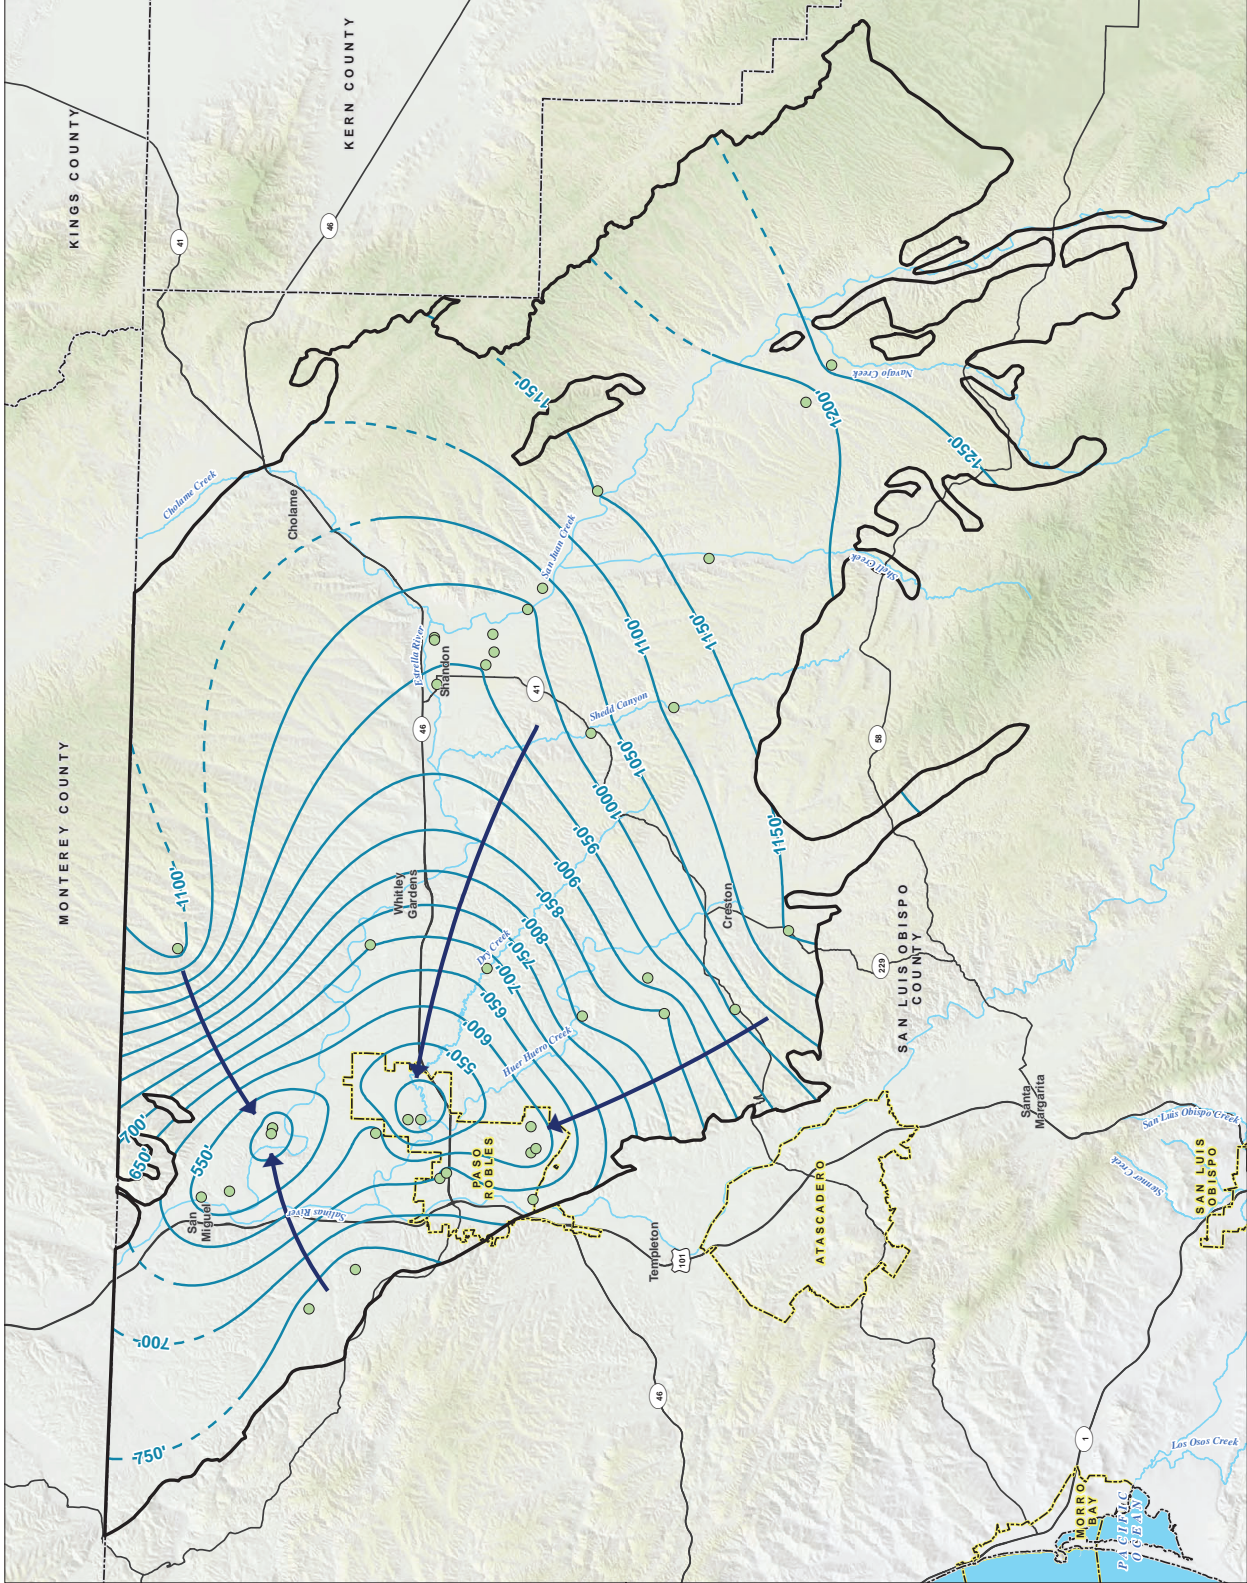 KINGS COUNTY
KERN COUNTY
41
46
MONTEREY COUNTY
Cholame Creek
Cholame
San Juan Creek
Estrella River
Shandon
46
41
Shedd Canyon
Shell Creek
Navajo Creek
1150'
1200'
1250'
1150'
1100'
1050'
1000'
950'
900'
850'
800'
750'
700'
650'
600'
550'
1100'
1150'
58
Whitley
Gardens
Dry Creek
Huer Huero Creek
Creston
229
SAN LUIS OBISPO
COUNTY
700'
650'
550'
San
Miguel
Salinas River
PASO
ROBLES
700'
750'
Templeton
101
ATASCADERO
Santa
Margarita
San Luis Obispo Creek
Stenner Creek
SAN LUIS
OBISPO
46
1
Los Osos Creek
MORRO
BAY
PACIFIC
OCEAN